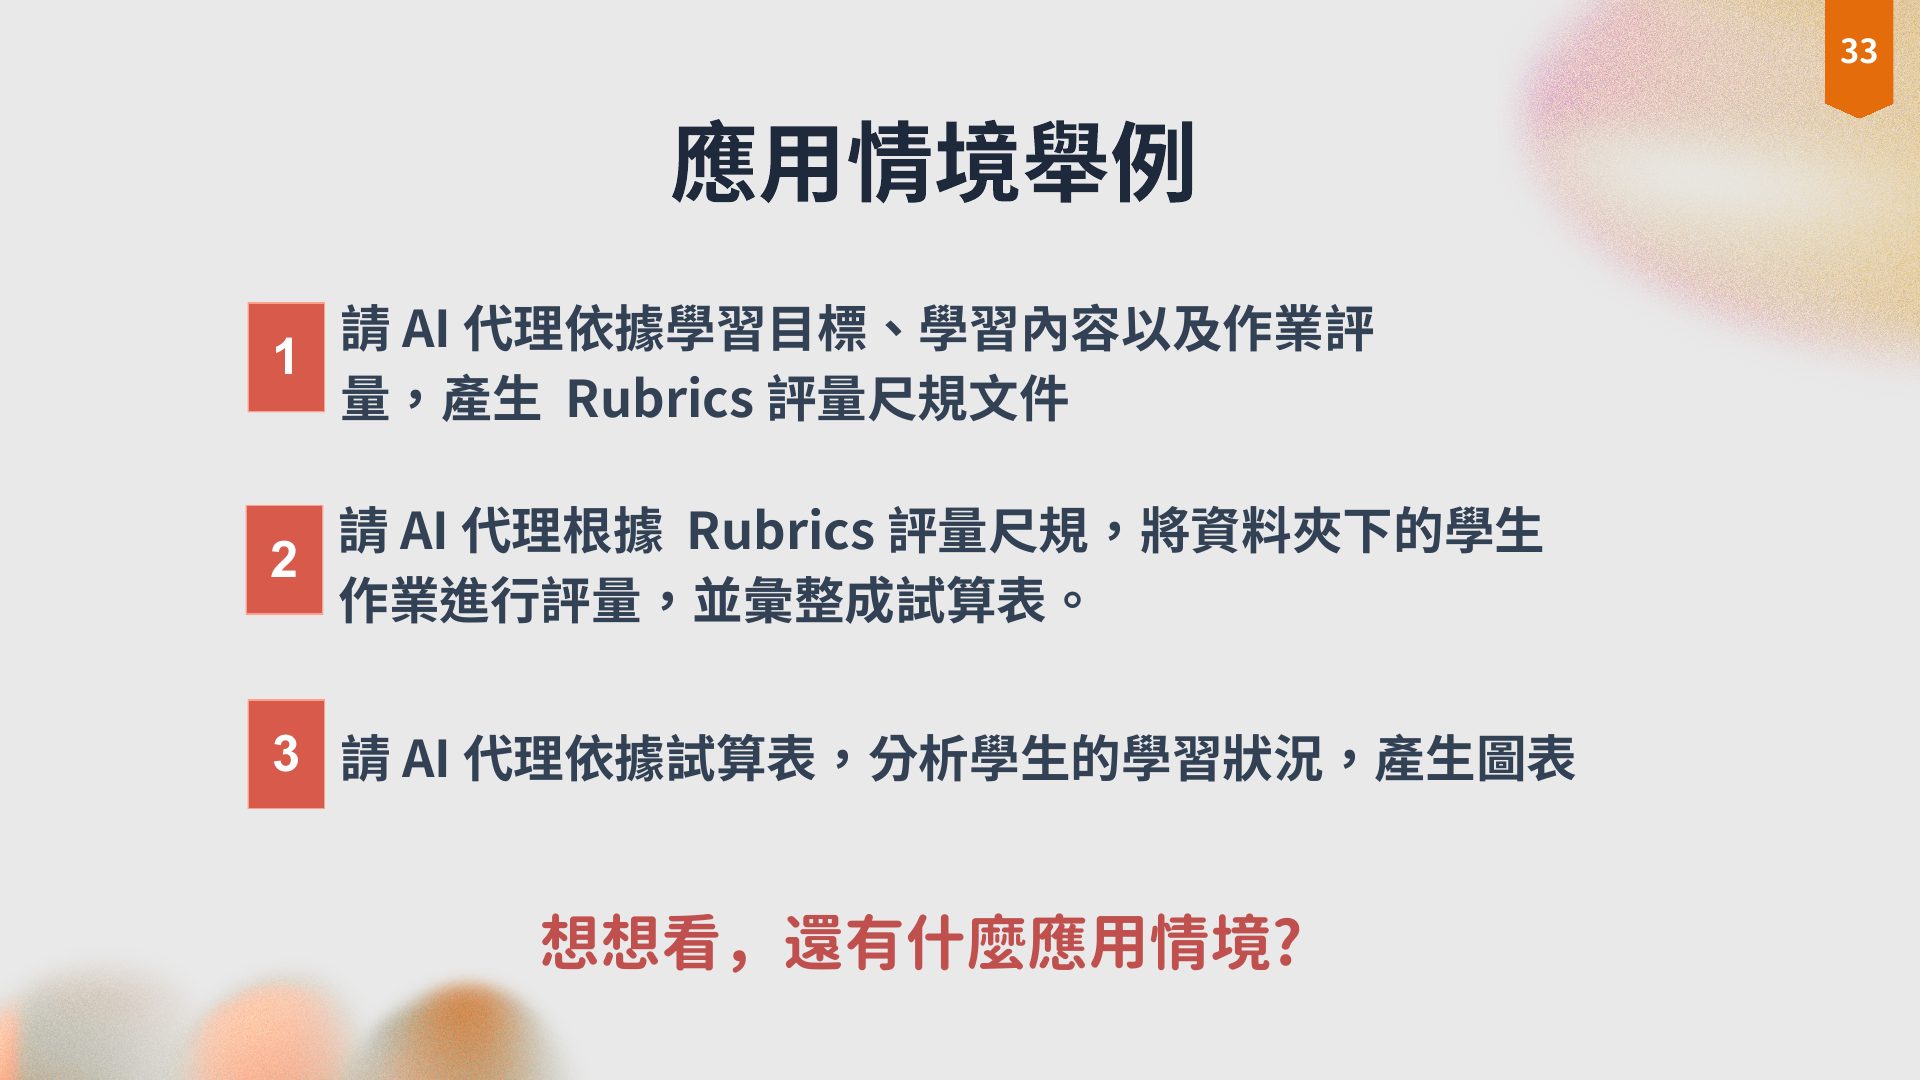 33
應用情境舉例
1
請 AI 代理依據學習目標、學習內容以及作業評
量，產生 Rubrics 評量尺規文件
2
請 AI 代理根據 Rubrics 評量尺規，將資料夾下的學生
作業進行評量，並彙整成試算表。
3
請 AI 代理依據試算表，分析學生的學習狀況，產生圖表
想想看，還有什麼應用情境?